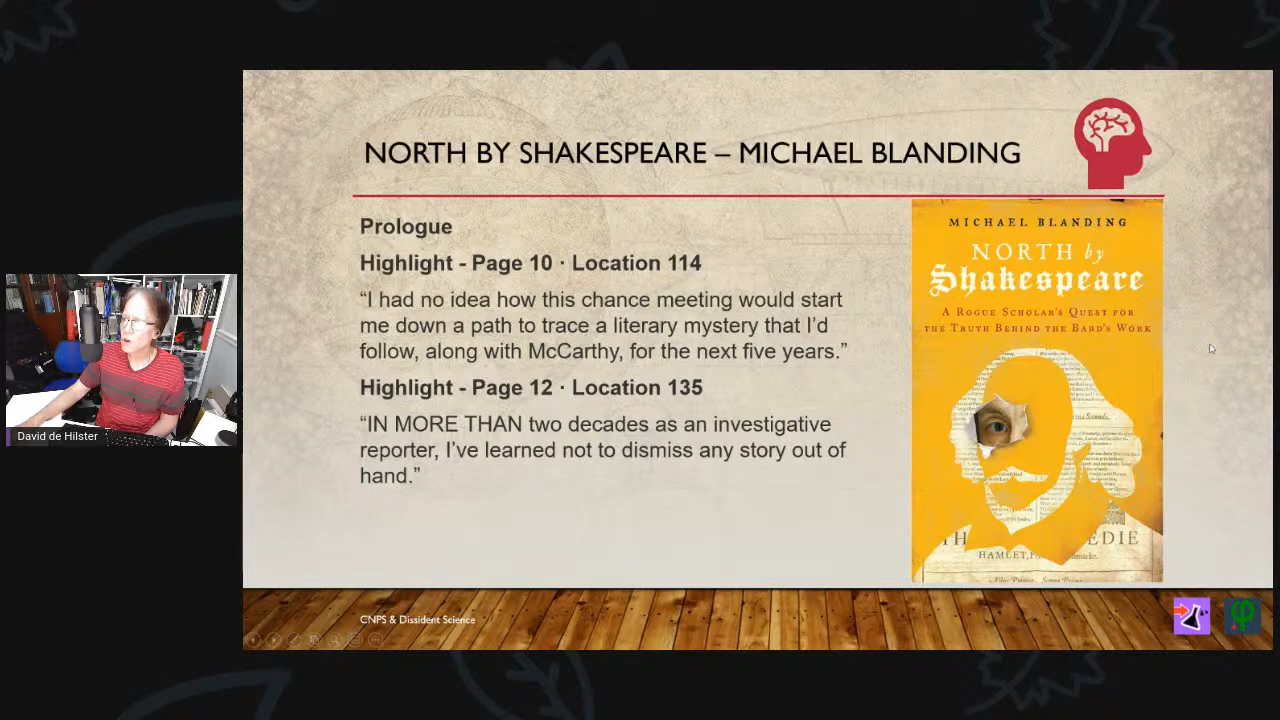 NORTH BY SHAKESPEARE – MICHAEL BLANDING
Prologue
Highlight - Page 10 · Location 114
“I had no idea how this chance meeting would start
me down a path to trace a literary mystery that I’d
follow, along with McCarthy, for the next five years.”
Highlight - Page 12 · Location 135
“IN MORE THAN two decades as an investigative
reporter, I’ve learned not to dismiss any story out of
hand.”
MICHAEL BLANDING
NORTH by
Shakespeare
A ROGUE SCHOLAR’S QUEST FOR
THE TRUTH BEHIND THE BARD’S WORK
EDIE
David de Hilster
CNPS & Dissident Science